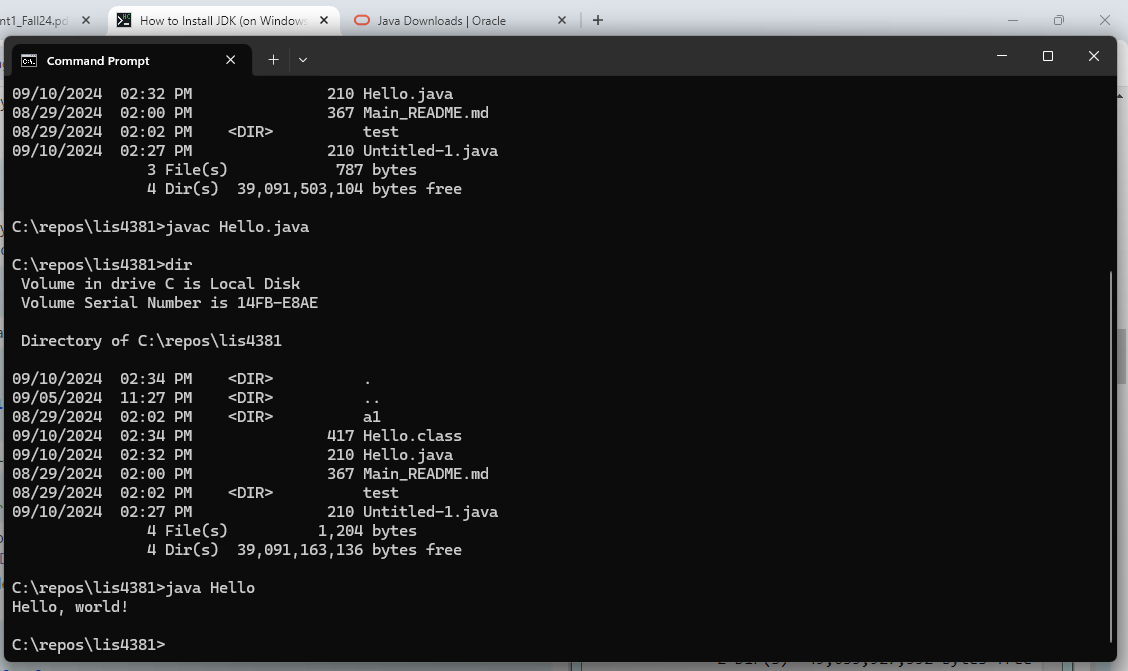 nt1_Fall24.pd
How to Install JDK (on Windows
Java Downloads | Oracle
Command Prompt
09/10/2024  02:32 PM               210 Hello.java
08/29/2024  02:00 PM               367 Main_README.md
08/29/2024  02:02 PM    <DIR>          test
09/10/2024  02:27 PM               210 Untitled-1.java
               3 File(s)            787 bytes
               4 Dir(s)  39,091,503,104 bytes free
C:\repos\lis4381>javac Hello.java
C:\repos\lis4381>dir
 Volume in drive C is Local Disk
 Volume Serial Number is 14FB-E8AE
 Directory of C:\repos\lis4381
09/10/2024  02:34 PM    <DIR>          .
09/05/2024  11:27 PM    <DIR>          ..
08/29/2024  02:02 PM    <DIR>          a1
09/10/2024  02:34 PM               417 Hello.class
09/10/2024  02:32 PM               210 Hello.java
08/29/2024  02:00 PM               367 Main_README.md
08/29/2024  02:02 PM    <DIR>          test
09/10/2024  02:27 PM               210 Untitled-1.java
               4 File(s)          1,204 bytes
               4 Dir(s)  39,091,163,136 bytes free
C:\repos\lis4381>java Hello
Hello, world!
C:\repos\lis4381>